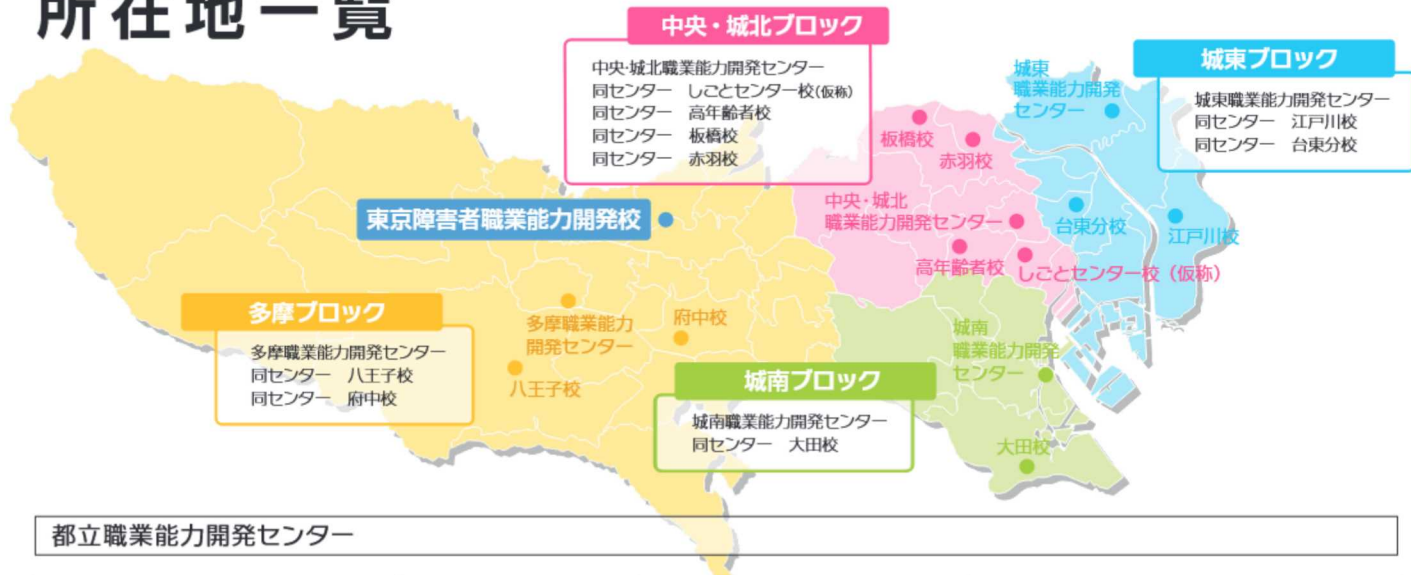 所在地一覧
中央・城北ブロック
中央・城北職業能力開発センター
同センター　しごとセンター校(仮称)
同センター　高年齢者校
同センター　板橋校
同センター　赤羽校
城東ブロック
城東職業能力開発センター
同センター　江戸川校
同センター　台東分校
城東
職業能力開発
センター
板橋校
赤羽校
中央・城北
職業能力開発センター
台東分校
江戸川校
高年齢者校
しごとセンター校（仮称）
東京障害者職業能力開発校
多摩ブロック
多摩職業能力開発センター
同センター　八王子校
同センター　府中校
多摩職業能力
開発センター
府中校
八王子校
城南
職業能力開発
センター
城南ブロック
城南職業能力開発センター
同センター　大田校
大田校
都立職業能力開発センター